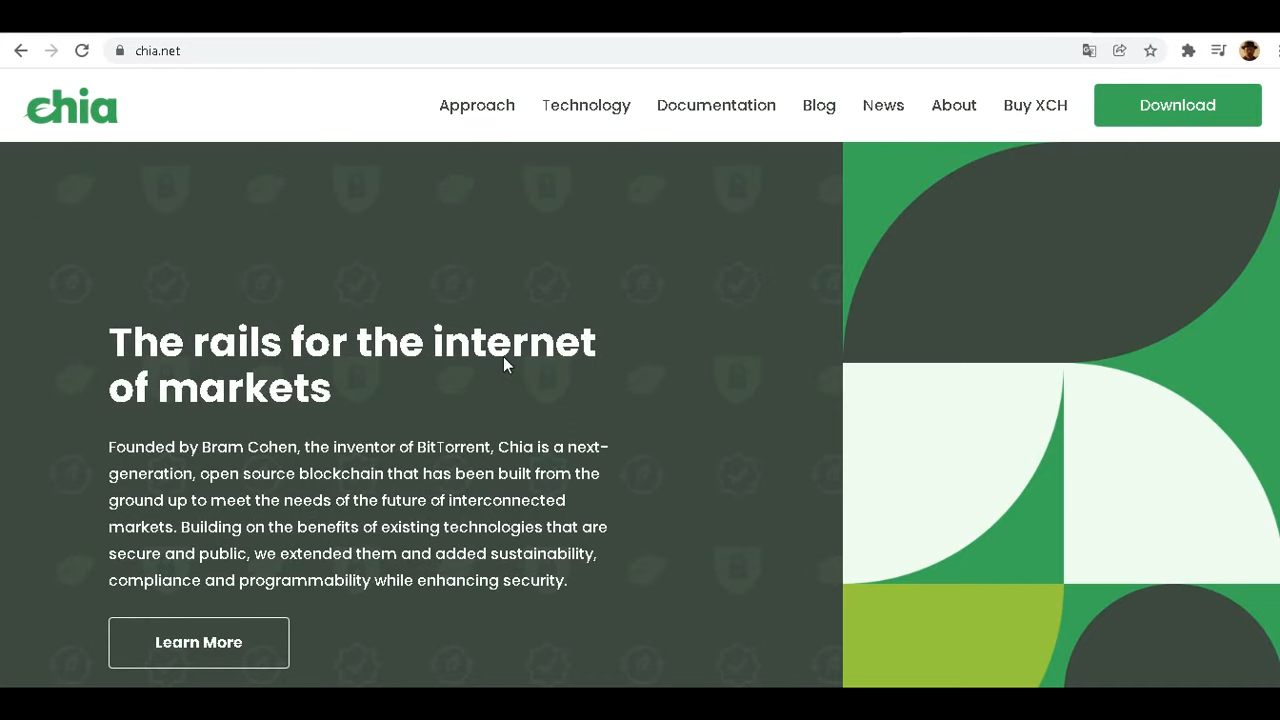 chia.net
chia
Approach
Technology
Documentation
Blog
News
About
Buy XCH
Download
The rails for the internet
of markets
Founded by Bram Cohen, the inventor of BitTorrent, Chia is a next-
generation, open source blockchain that has been built from the
ground up to meet the needs of the future of interconnected
markets. Building on the benefits of existing technologies that are
secure and public, we extended them and added sustainability,
compliance and programmability while enhancing security.
Learn More